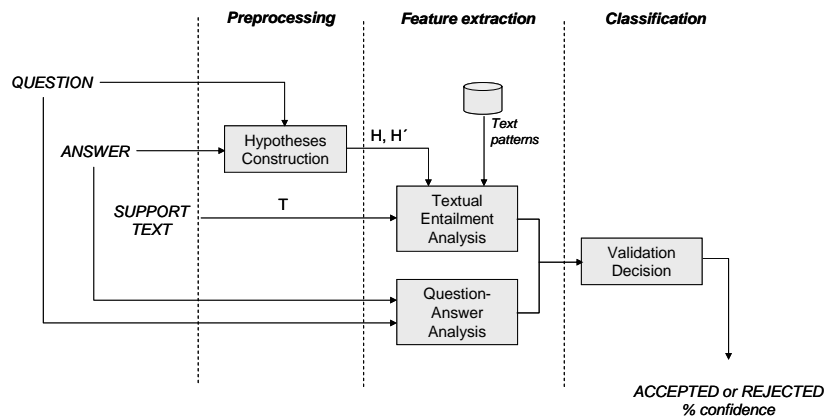 Preprocessing
Feature extraction
Classification
QUESTION
ANSWER
SUPPORT
TEXT
Hypotheses
Construction
H, H´
T
Text
patterns
Textual
Entailment
Analysis
Question-
Answer
Analysis
Validation
Decision
ACCEPTED or REJECTED
% confidence